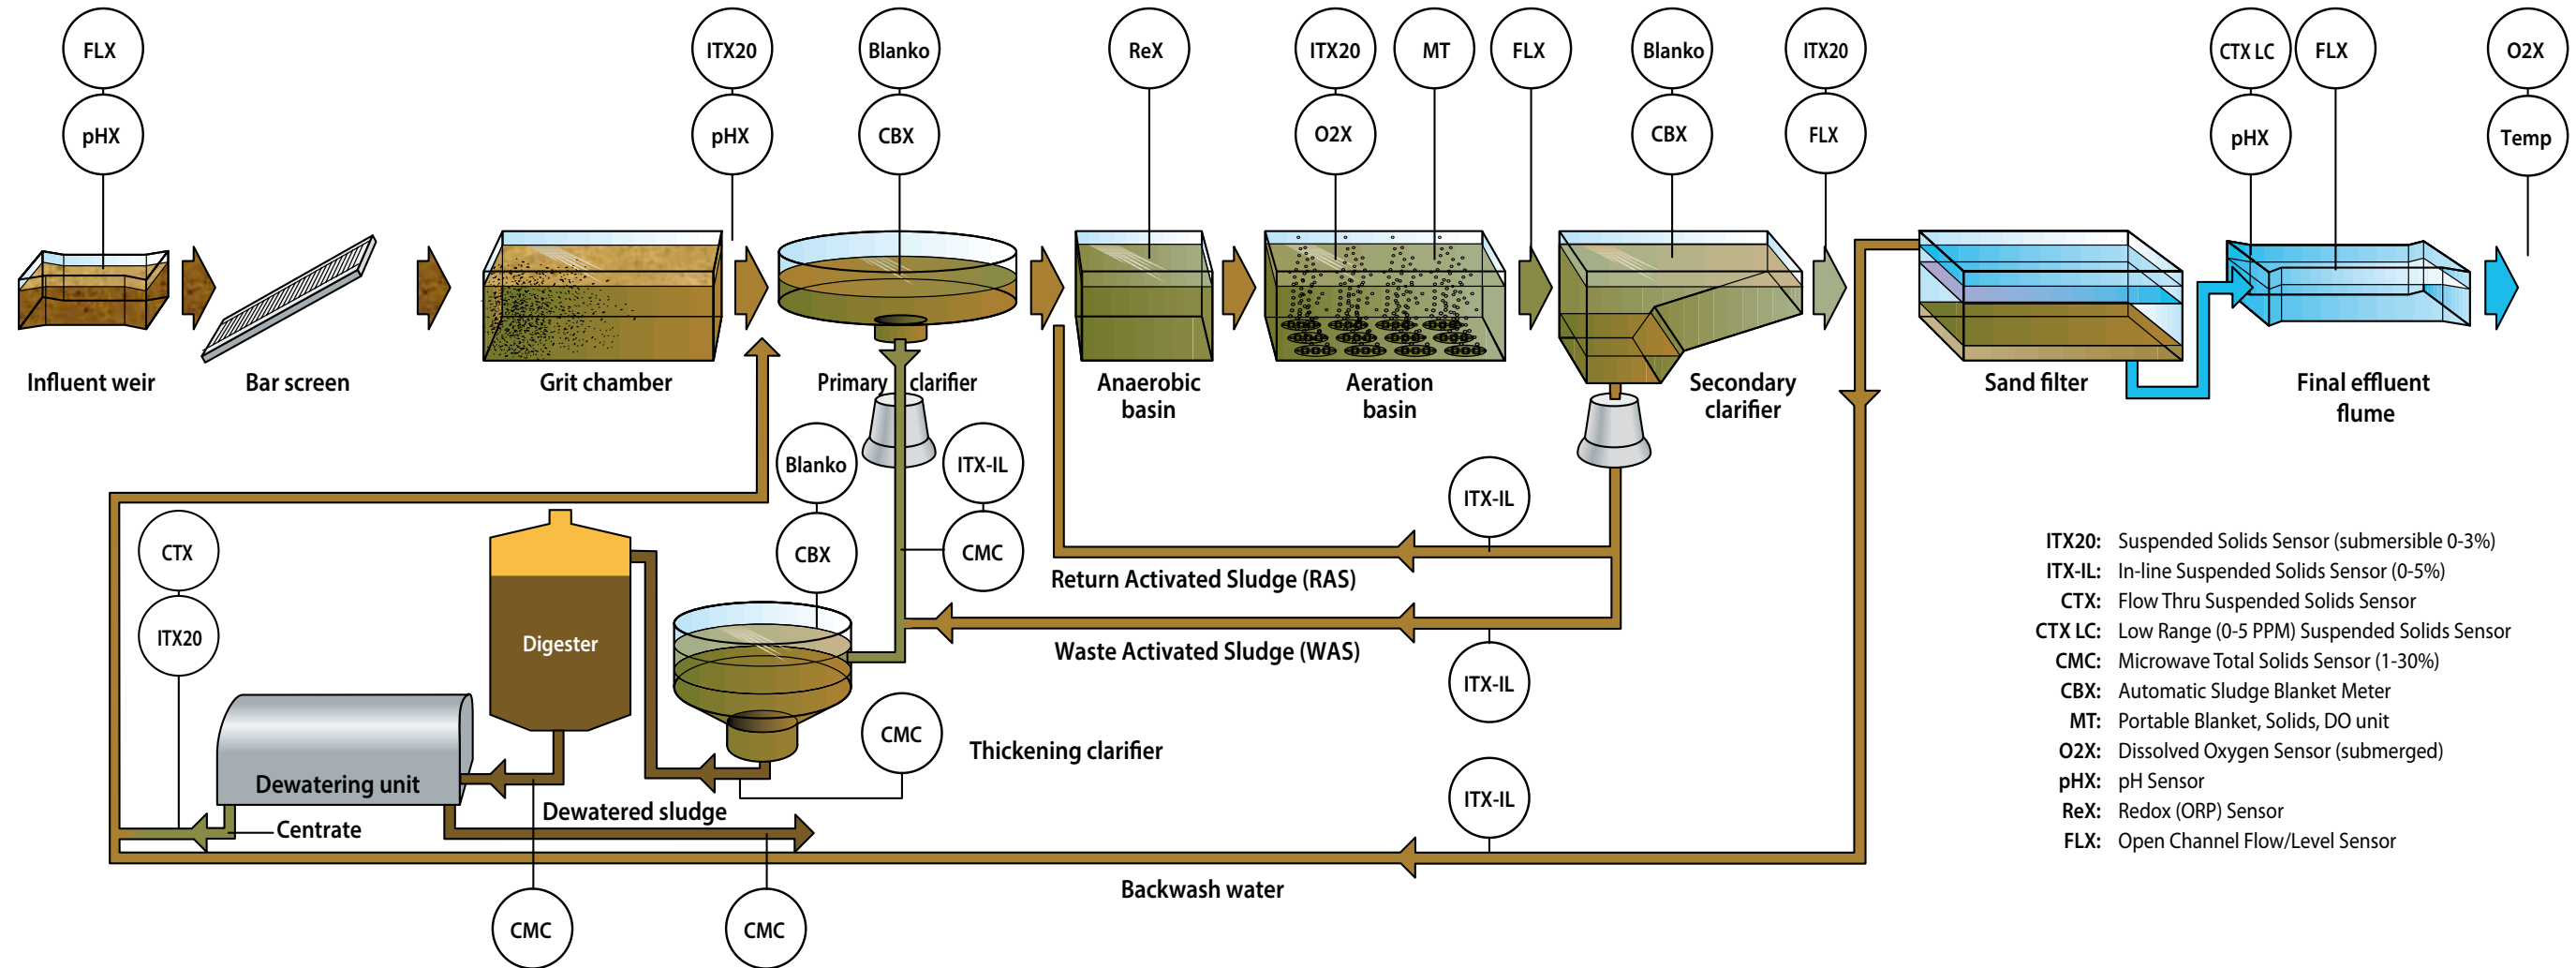 FLX
pHX
ITX20
pHX
Blanko
CBX
ReX
ITX20
O2X
MT
FLX
Blanko
CBX
ITX20
FLX
CTX LC
pHX
FLX
O2X
Temp
Influent weir
Bar screen
Grit chamber
Primary clarifier
Anaerobic
basin
Aeration
basin
Secondary
clarifier
Sand filter
Final effluent
flume
Blanko
CBX
ITX-IL
CMC
ITX-IL
Return Activated Sludge (RAS)
Waste Activated Sludge (WAS)
ITX-IL
CTX
ITX20
Digester
CMC
Thickening clarifier
Dewatering unit
Dewatered sludge
Centrate
ITX-IL
Backwash water
CMC
CMC
ITX20: Suspended Solids Sensor (submersible 0-3%)
ITX-IL: In-line Suspended Solids Sensor (0-5%)
CTX: Flow Thru Suspended Solids Sensor
CTX LC: Low Range (0-5 PPM) Suspended Solids Sensor
CMC: Microwave Total Solids Sensor (1-30%)
CBX: Automatic Sludge Blanket Meter
MT: Portable Blanket, Solids, DO unit
O2X: Dissolved Oxygen Sensor (submerged)
pHX: pH Sensor
ReX: Redox (ORP) Sensor
FLX: Open Channel Flow/Level Sensor